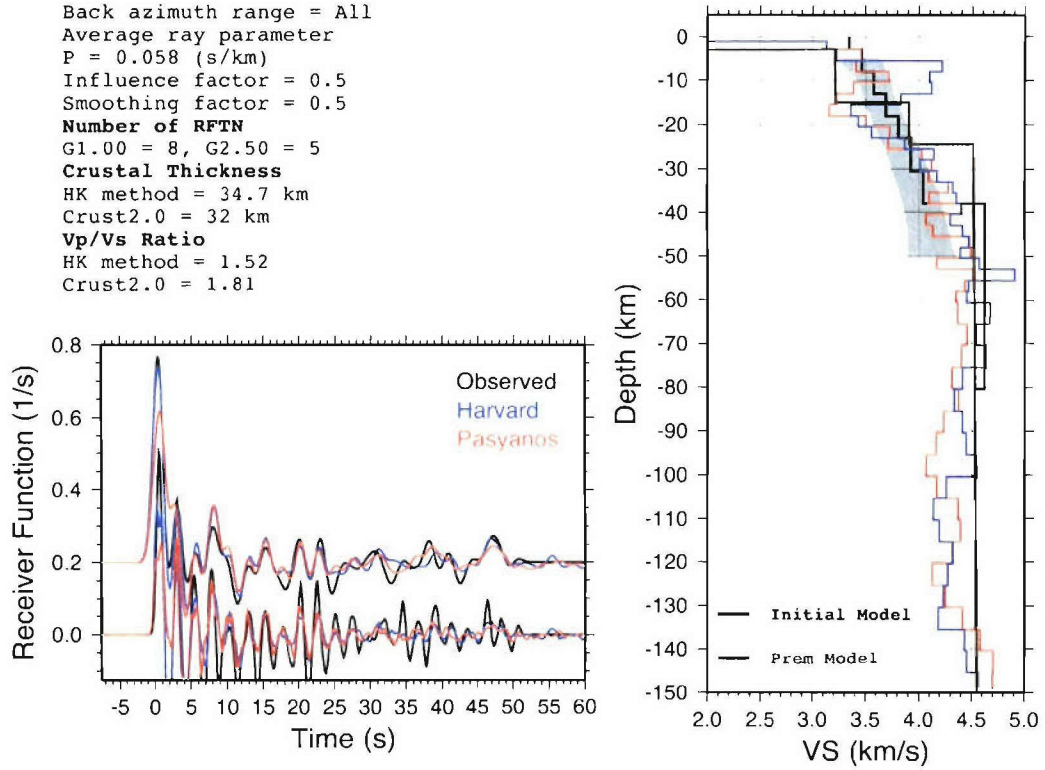 Back azimuth range = All
Average ray parameter
P = 0.058 (s/km)
Influence factor = 0.5
Smoothing factor = 0.5
Number of RFTN
G1.00 = 8, G2.50 = 5
Crustal Thickness
HK method = 34.7 km
Crust2.0 = 32 km
Vp/Vs Ratio
HK method = 1.52
Crust2.0 = 1.81
Receiver Function (1/s)
0.8
0.6
0.4
0.2
0.0
Observed
Harvard
Pasyanos
-5 0 5 10 15 20 25 30 35 40 45 50 55 60
Time (s)
Depth (km)
0
-10
-20
-30
-40
-50
-60
-70
-80
-90
-100
-110
-120
-130
-140
-150
Initial Model
Prem Model
2.0 2.5 3.0 3.5 4.0 4.5 5.0
VS (km/s)